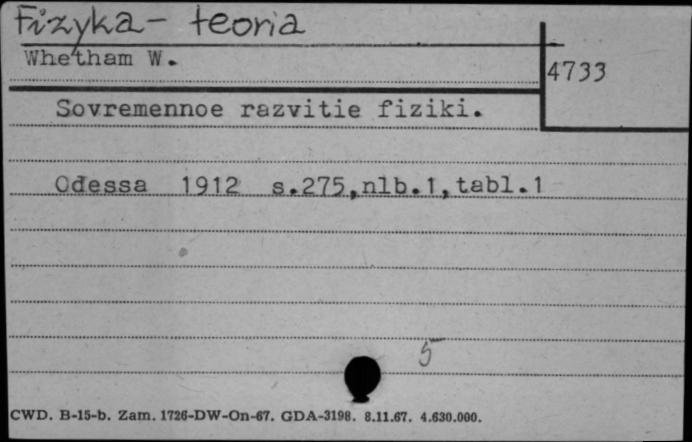 Fizyka - teoria
Whetham W.
4733
Sovremennoe razvitie fiziki.
Odessa 1912 s.275,nlb.1,tabl.1
5
CWD. B-15-b. Zam. 1726-DW-On-67. GDA-3198. 8.11.67. 4.630.000.